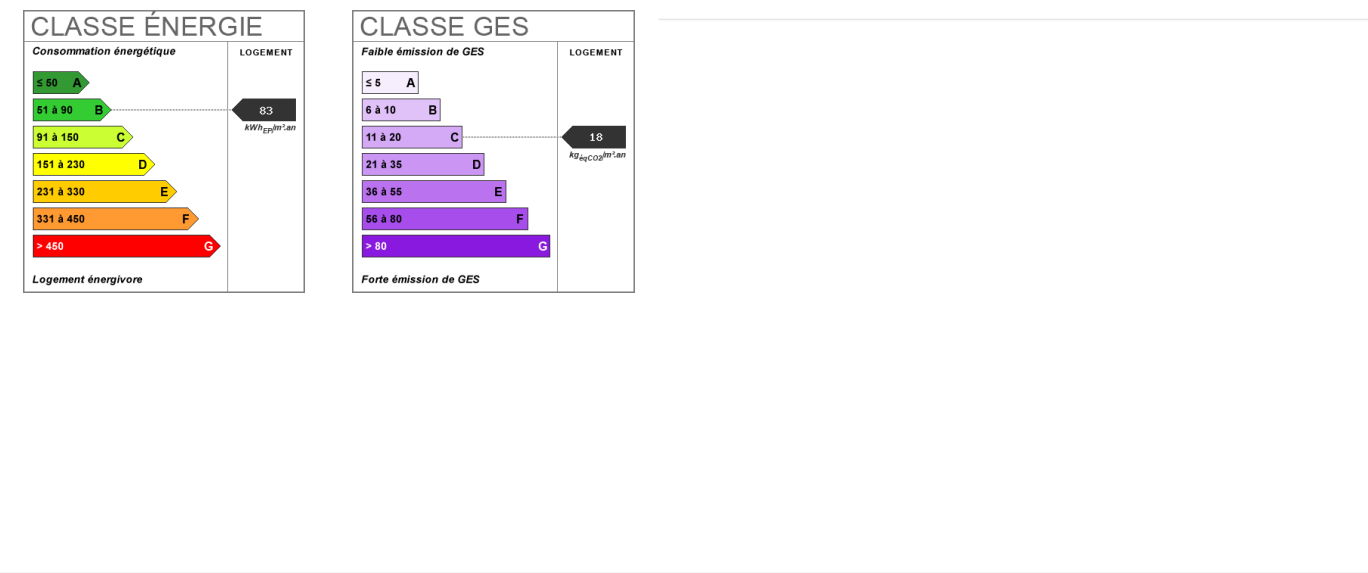 CLASSE ÉNERGIE
Consommation énergétique
LOGEMENT
≤ 50 A
51 à 90 B
83
kWhEP/m².an
91 à 150 C
151 à 230 D
231 à 330 E
331 à 450 F
> 450 G
Logement énergivore
CLASSE GES
Faible émission de GES
LOGEMENT
≤ 5 A
6 à 10 B
11 à 20 C
18
kgéqCO2/m².an
21 à 35 D
36 à 55 E
56 à 80 F
> 80 G
Forte émission de GES